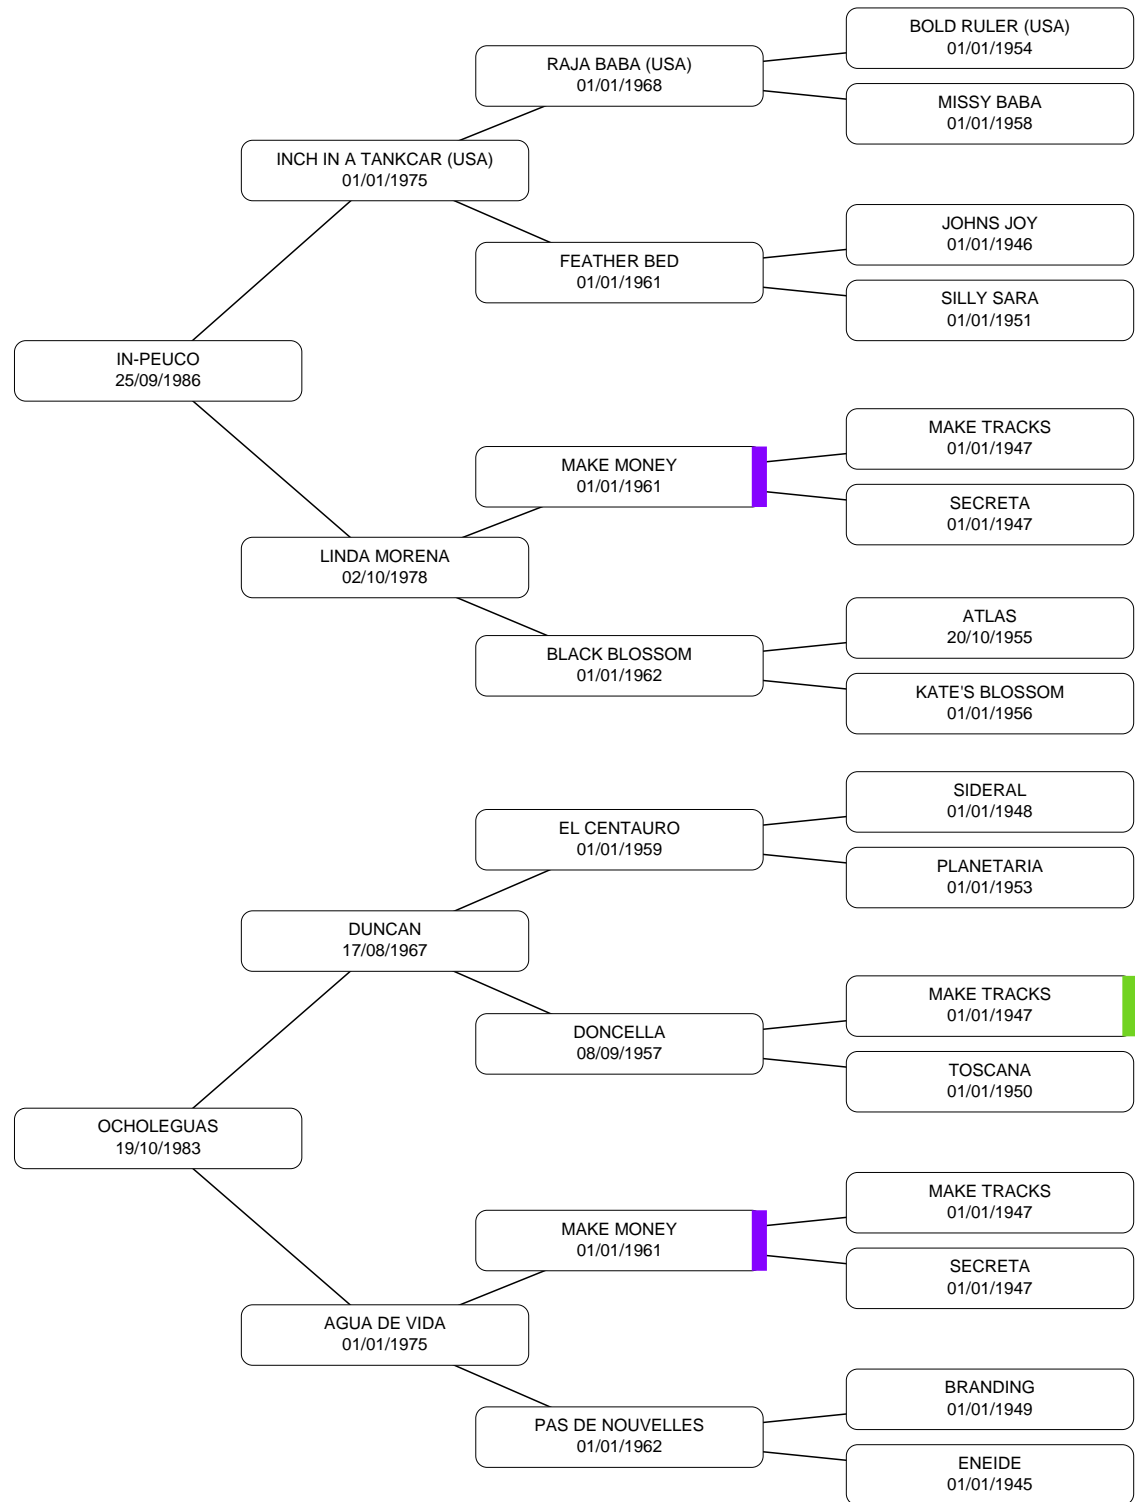 BOLD RULER (USA)
01/01/1954
RAJA BABA (USA)
01/01/1968
MISSY BABA
01/01/1958
INCH IN A TANKCAR (USA)
01/01/1975
JOHNS JOY
01/01/1946
FEATHER BED
01/01/1961
SILLY SARA
01/01/1951
IN-PEUCO
25/09/1986
MAKE TRACKS
01/01/1947
MAKE MONEY
01/01/1961
SECRETA
01/01/1947
LINDA MORENA
02/10/1978
ATLAS
20/10/1955
BLACK BLOSSOM
01/01/1962
KATE'S BLOSSOM
01/01/1956
SIDERAL
01/01/1948
EL CENTAURO
01/01/1959
PLANETARIA
01/01/1953
DUNCAN
17/08/1967
MAKE TRACKS
01/01/1947
DONCELLA
08/09/1957
TOSCANA
01/01/1950
OCHOLEGUAS
19/10/1983
MAKE TRACKS
01/01/1947
MAKE MONEY
01/01/1961
SECRETA
01/01/1947
AGUA DE VIDA
01/01/1975
BRANDING
01/01/1949
PAS DE NOUVELLES
01/01/1962
ENEIDE
01/01/1945